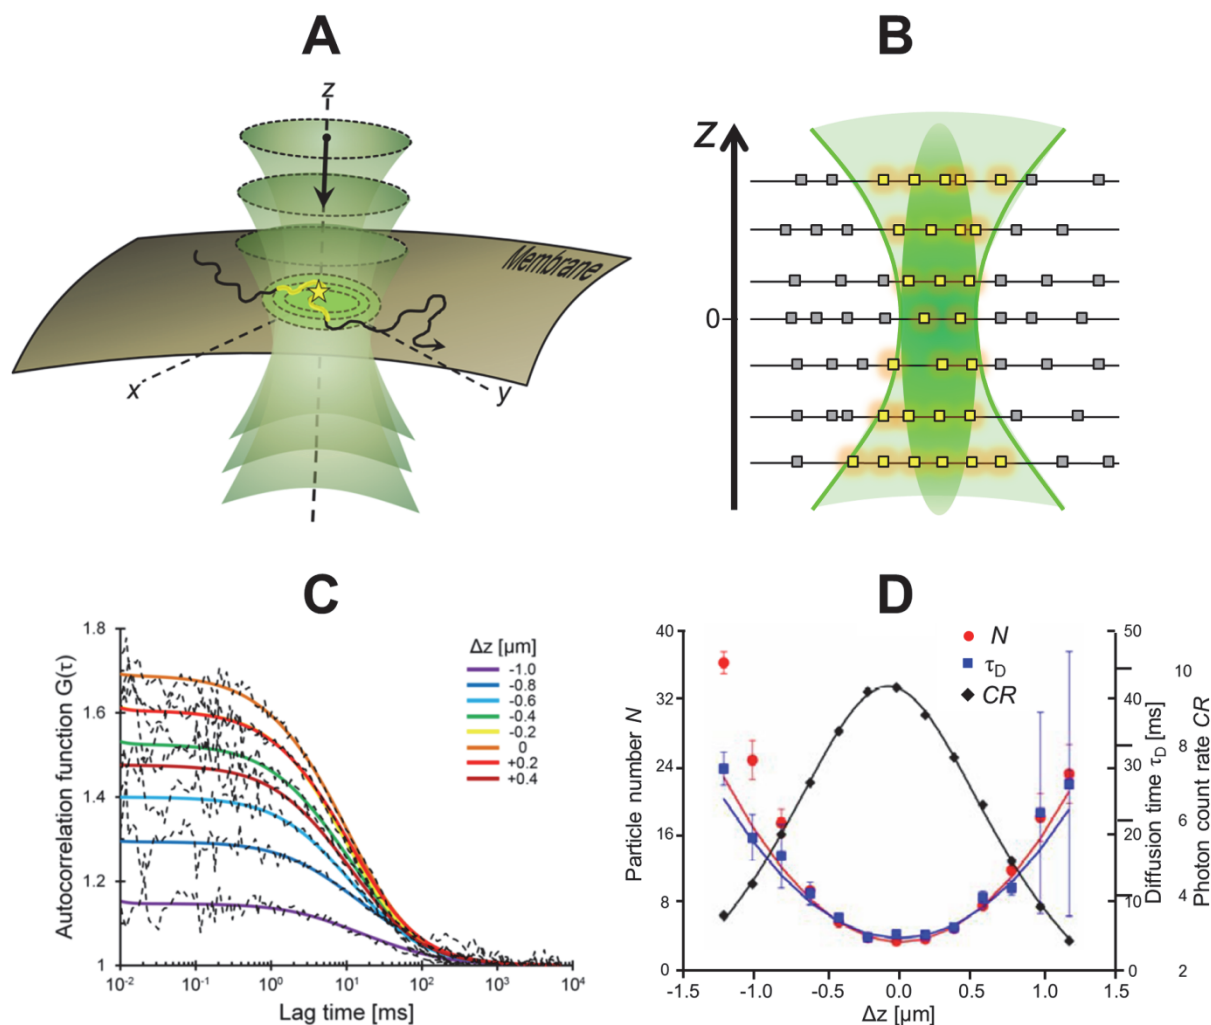 A
B
z
Membrane
x
y
Z
0
C
D
Autocorrelation function G(τ)
1.8
1.6
1.4
1.2
1
Δz [µm]
-1.0
-0.8
-0.6
-0.4
-0.2
0
+0.2
+0.4
10-2
10-1
100
101
102
103
104
Lag time [ms]
Particle number N
40
32
24
16
8
0
N
τD
CR
50
40
30
20
10
0
Diffusion time τD [ms]
10
8
6
4
2
Photon count rate CR
-1.5
-1.0
-0.5
0.0
0.5
1.0
1.5
Δz [µm]